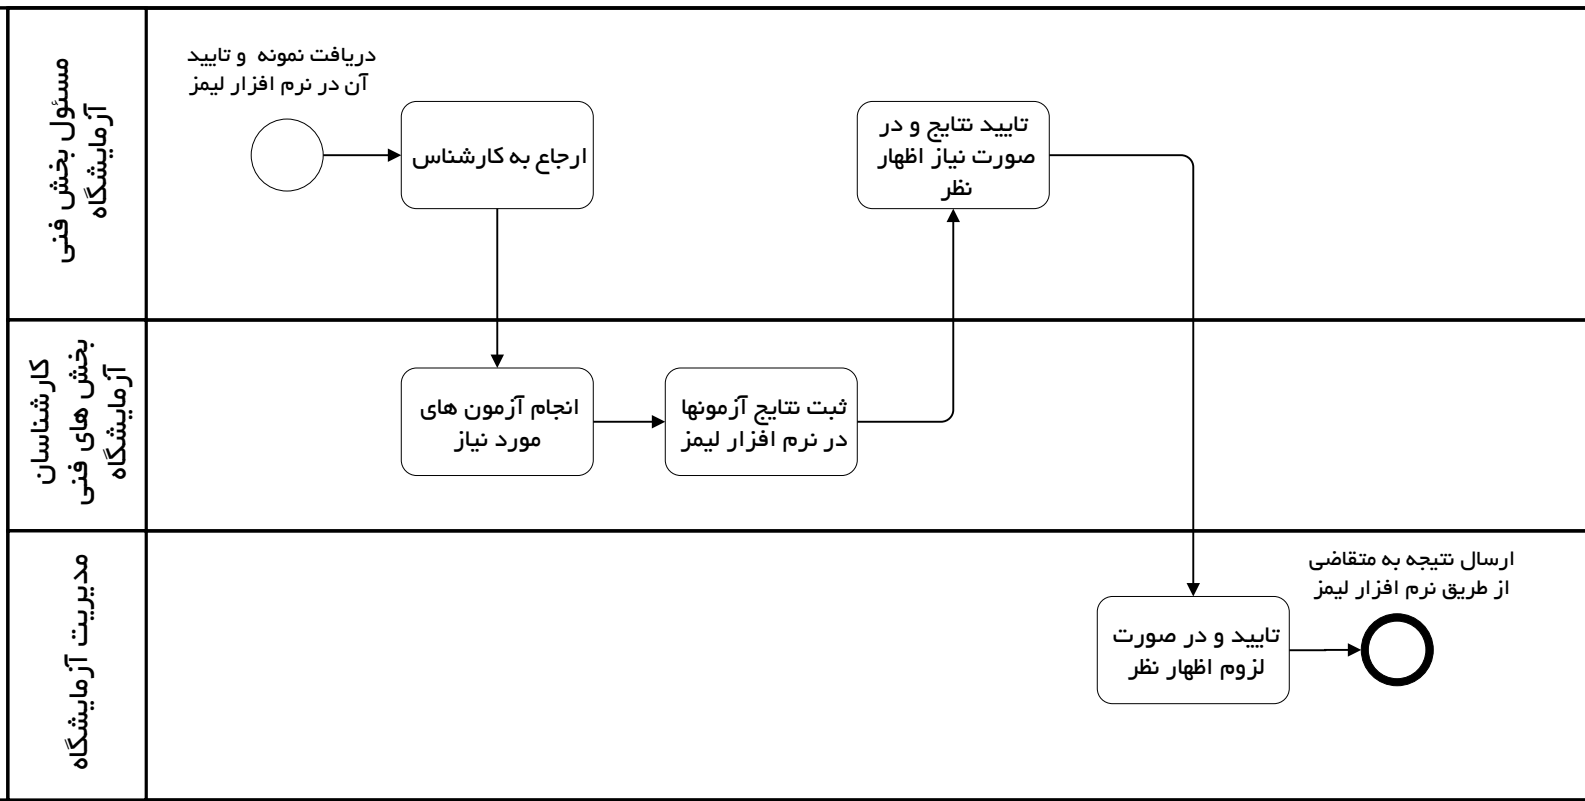 مسئول بخش فنی
آزمایشگاه
دریافت نمونه و تایید
آن در نرم افزار لیمز
ارجاع به کارشناس
تایید نتایج و در
صورت نیاز اظهار
نظر
کارشناسان
بخش های فنی
آزمایشگاه
انجام آزمون های
مورد نیاز
ثبت نتایج آزمونها
در نرم افزار لیمز
مدیریت آزمایشگاه
تایید و در صورت
لزوم اظهار نظر
ارسال نتیجه به متقاضی
از طریق نرم افزار لیمز